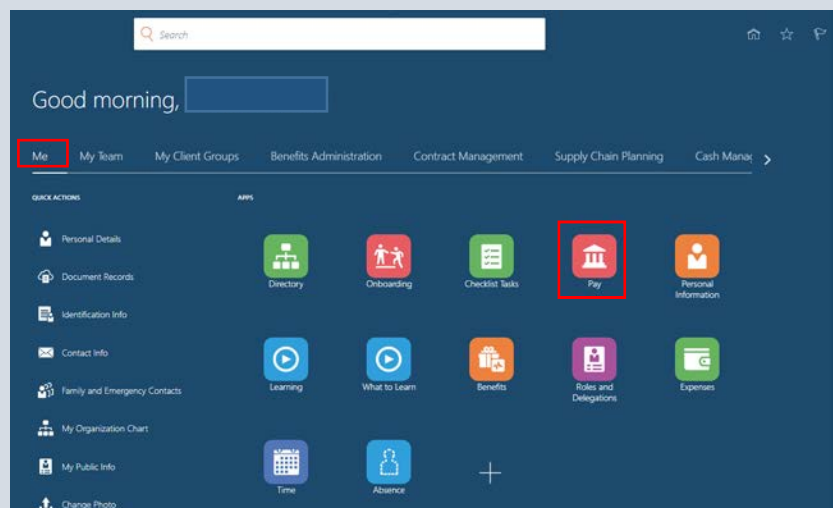 Search
Good morning,
Me My Team My Client Groups Benefits Administration Contract Management Supply Chain Planning Cash Manag
QUICK ACTIONS
APPS
Personal Details
Document Records
Identification Info
Contact Info
Family and Emergency Contacts
My Organization Chart
My Public Info
Change Photo
Directory Onboarding Checklist Tasks Pay Personal
Information
Learning What to Learn Benefits Roles and Expenses
Delegations
Time Absence